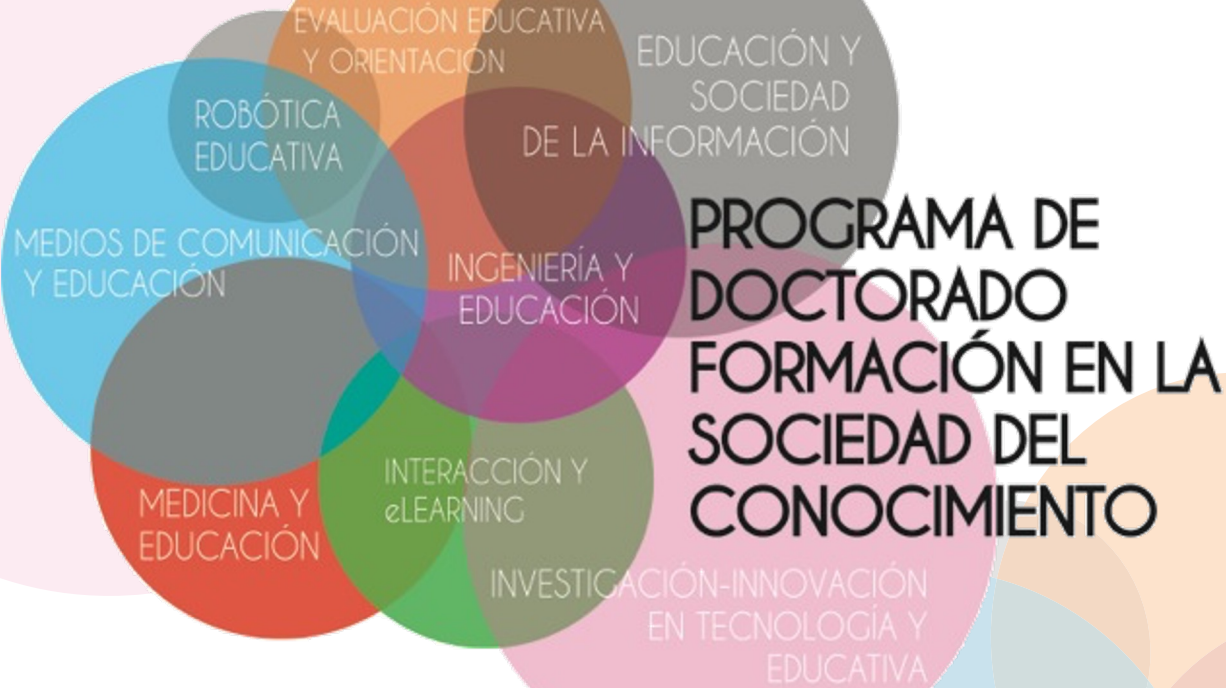 EVALUACIÓN EDUCATIVA
Y ORIENTACIÓN
EDUCACIÓN Y
SOCIEDAD
DE LA INFORMACIÓN
ROBÓTICA
EDUCATIVA
MEDIOS DE COMUNICACIÓN
Y EDUCACIÓN
INGENIERÍA Y
EDUCACIÓN
PROGRAMA DE
DOCTORADO
FORMACIÓN EN LA
SOCIEDAD DEL
CONOCIMIENTO
INTERACCIÓN Y
eLEARNING
MEDICINA Y
EDUCACIÓN
INVESTIGACIÓN-INNOVACIÓN
EN TECNOLOGÍA Y
EDUCATIVA